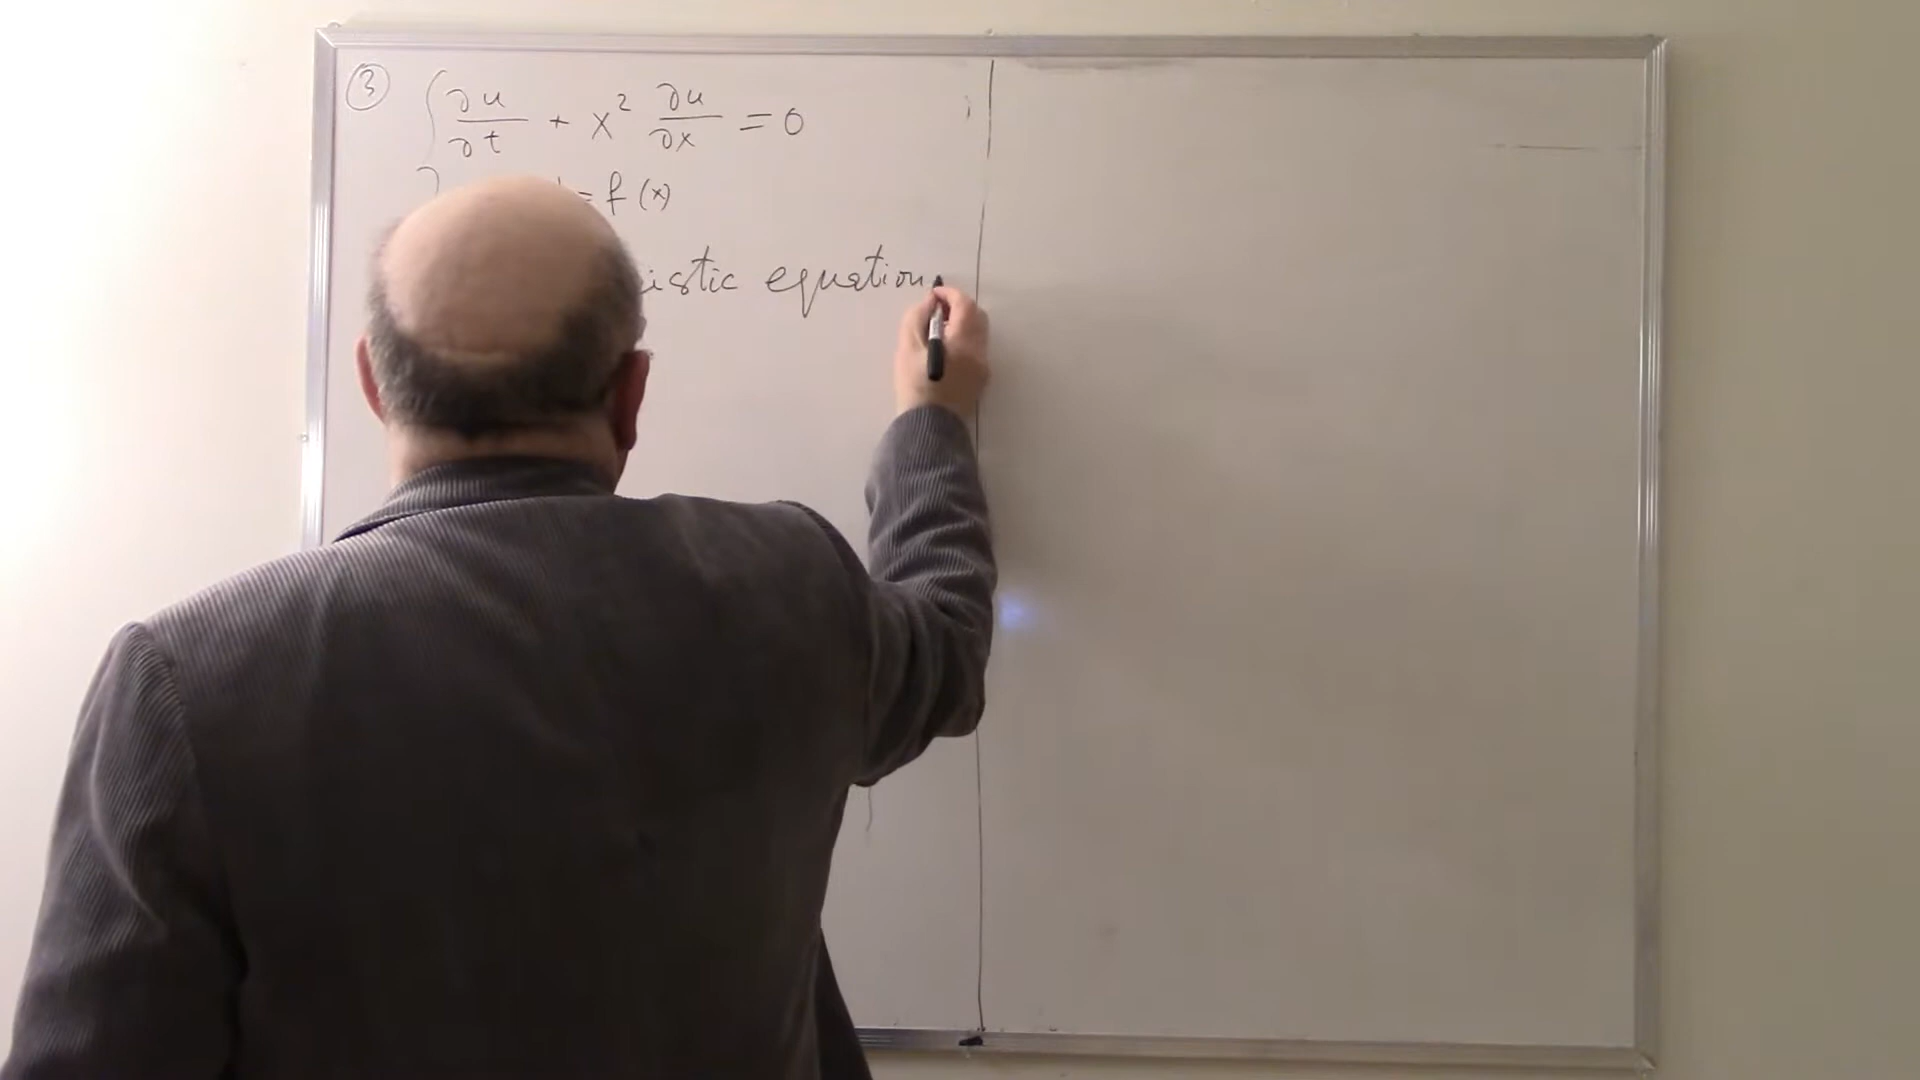 ③ ∂u/∂t + x² ∂u/∂x = 0
= f(x)
istic equation